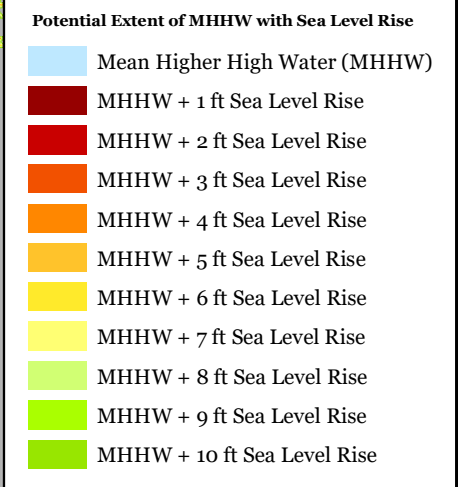 Potential Extent of MHHW with Sea Level Rise
Mean Higher High Water (MHHW)
MHHW + 1 ft Sea Level Rise
MHHW + 2 ft Sea Level Rise
MHHW + 3 ft Sea Level Rise
MHHW + 4 ft Sea Level Rise
MHHW + 5 ft Sea Level Rise
MHHW + 6 ft Sea Level Rise
MHHW + 7 ft Sea Level Rise
MHHW + 8 ft Sea Level Rise
MHHW + 9 ft Sea Level Rise
MHHW + 10 ft Sea Level Rise